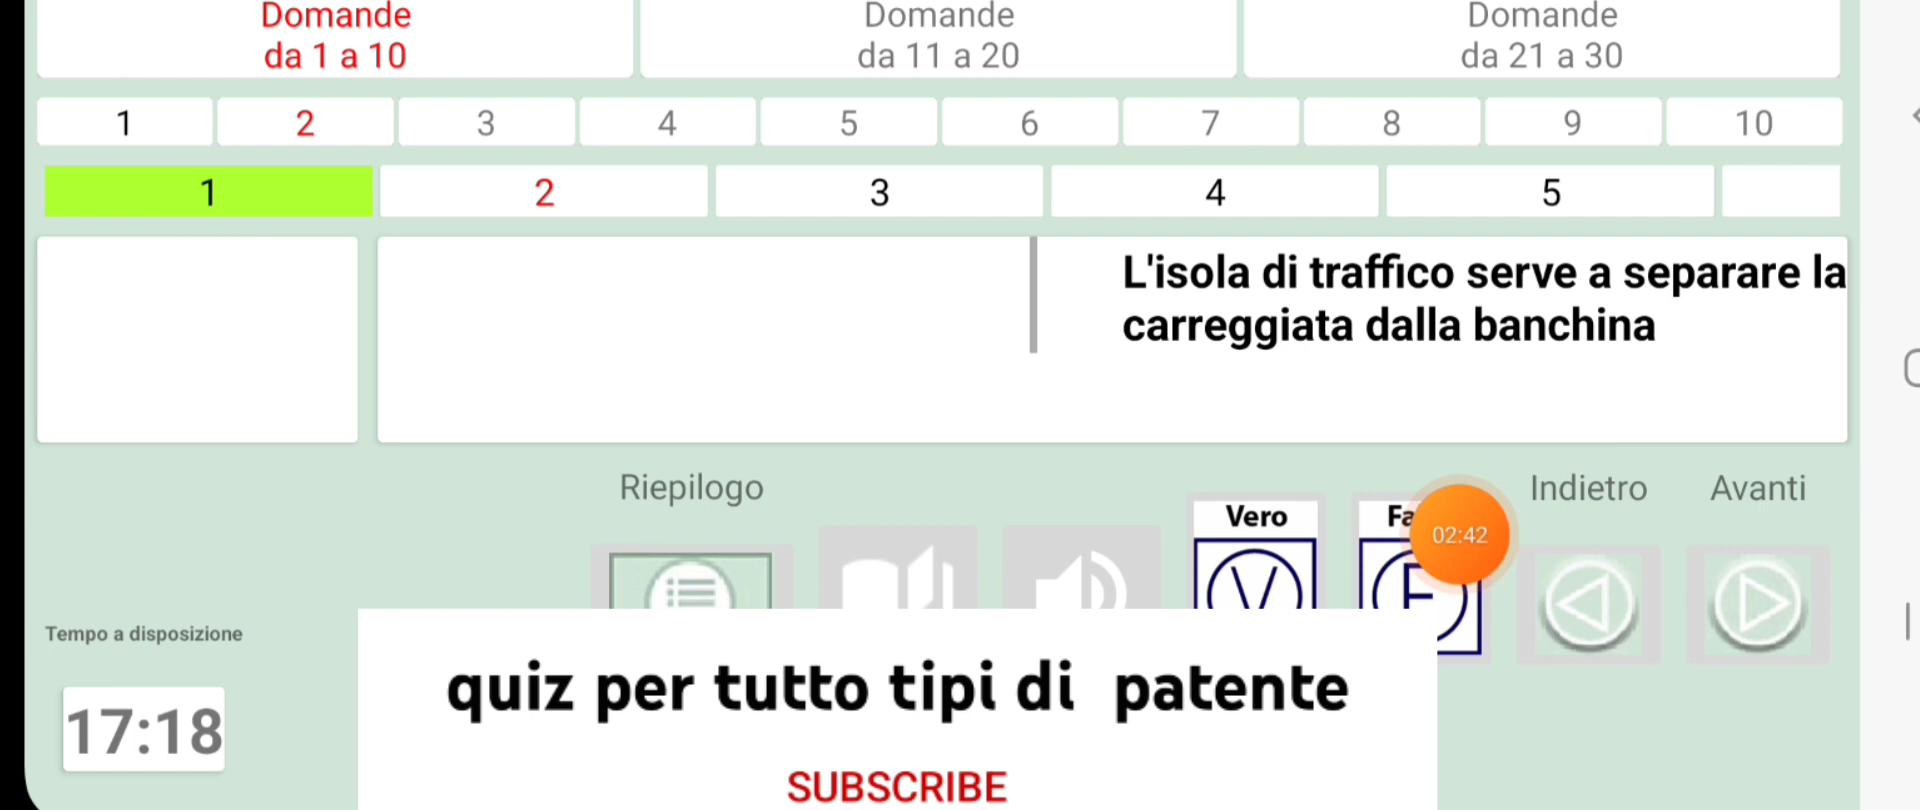 Domande
da 1 a 10
Domande
da 11 a 20
Domande
da 21 a 30
1 2 3 4 5 6 7 8 9 10
1 2 3 4 5
L'isola di traffico serve a separare la
carreggiata dalla banchina
Riepilogo
Vero
V
F
02:42
Indietro
Avanti
Tempo a disposizione
17:18
quiz per tutto tipi di patente
SUBSCRIBE